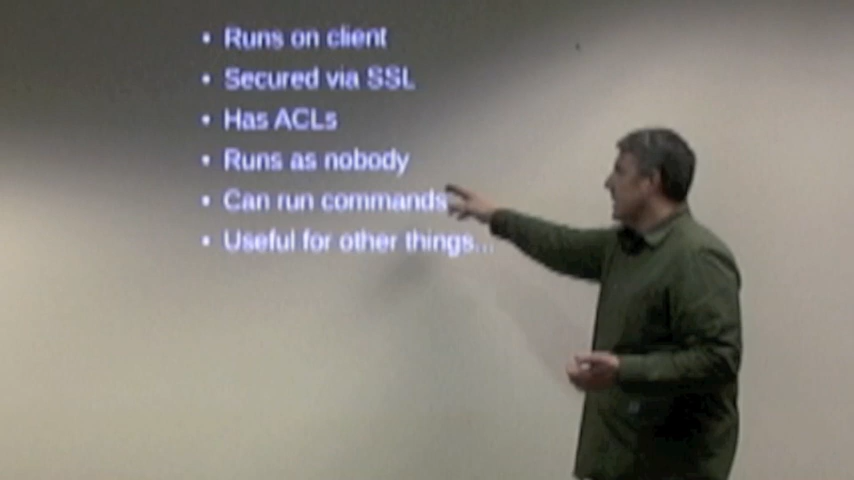 • Runs on client
• Secured via SSL
• Has ACLs
• Runs as nobody
• Can run commands
• Useful for other things...